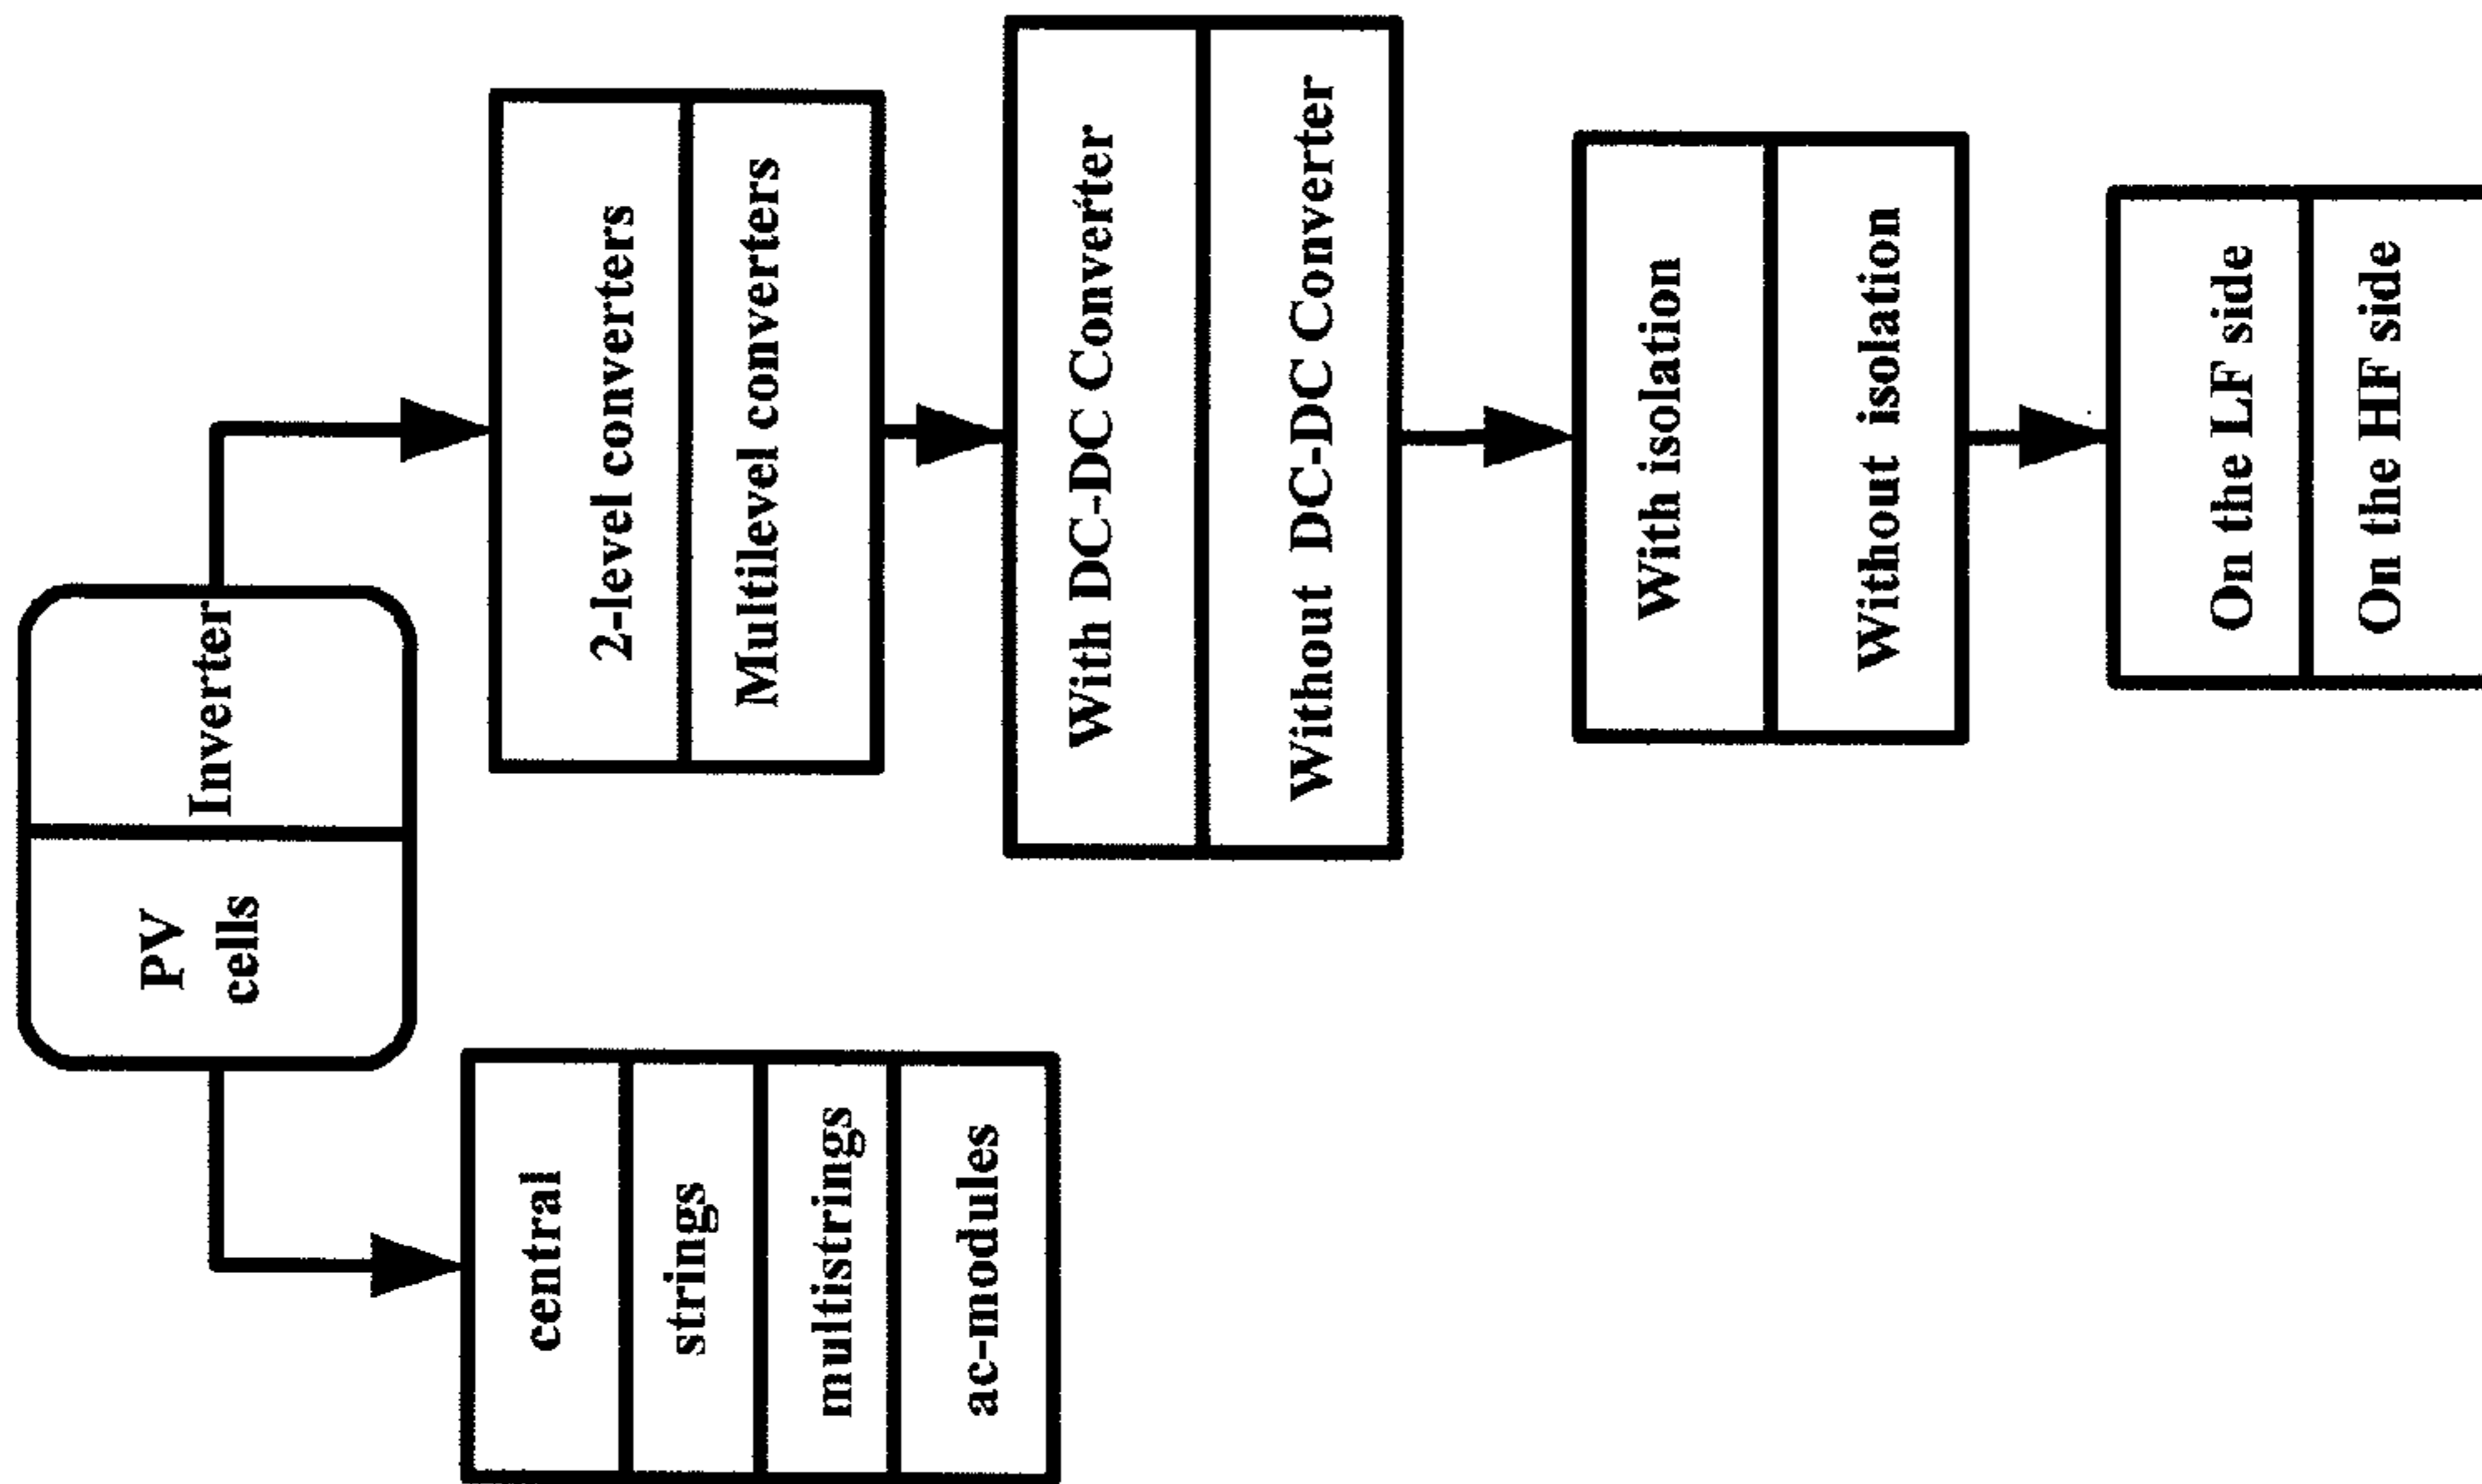 PV
cells
Inverter
central
strings
multistrings
ac-modules
2-level converters
Multilevel converters
With DC-DC Converter
Without DC-DC Converter
With isolation
Without isolation
On the LF side
On the HF side